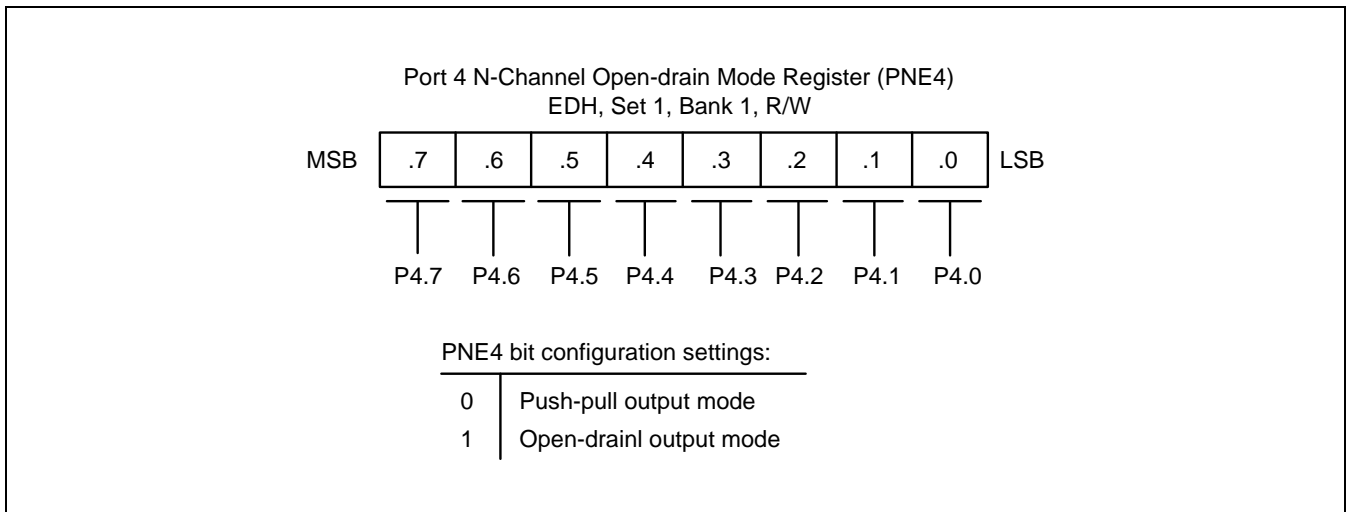 Port 4 N-Channel Open-drain Mode Register (PNE4)
EDH, Set 1, Bank 1, R/W
MSB .7 .6 .5 .4 .3 .2 .1 .0 LSB
P4.7 P4.6 P4.5 P4.4 P4.3 P4.2 P4.1 P4.0
PNE4 bit configuration settings:
0 Push-pull output mode
1 Open-drainl output mode